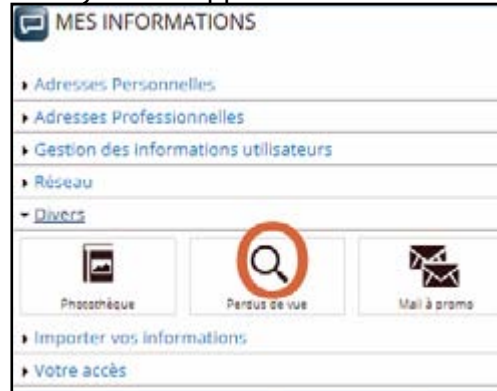 MES INFORMATIONS
Adresses Personnelles
Adresses Professionnelles
Gestion des informations utilisateurs
Réseau
Divers
Photothèque
Perdus de vue
Mail à promo
Importer vos informations
Votre accès